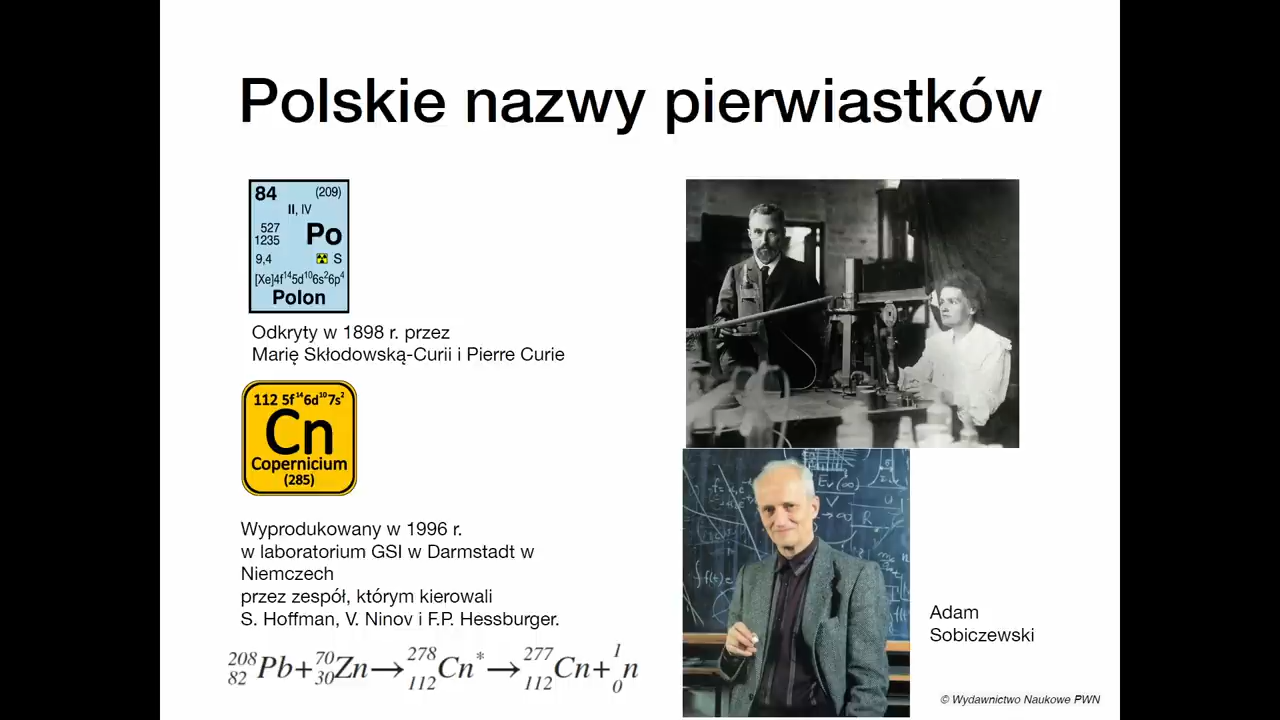 Polskie nazwy pierwiastków
84 (209)
II, IV
527
1235 Po
9,4 S
[Xe]4f¹⁴5d¹⁰6s²6p⁴
Polon
Odkryty w 1898 r. przez
Marię Skłodowską-Curii i Pierre Curie
112 5f¹⁴6d¹⁰7s²
Cn
Copernicium
(285)
Wyprodukowany w 1996 r.
w laboratorium GSI w Darmstadt w
Niemczech
przez zespół, którym kierowali
S. Hoffman, V. Ninov i F.P. Hessburger.
²⁰⁸₈₂Pb+⁷⁰₃₀Zn→²⁷⁸₁₁₂Cn*→²⁷⁷₁₁₂Cn+¹₀n
Adam
Sobiczewski
© Wydawnictwo Naukowe PWN